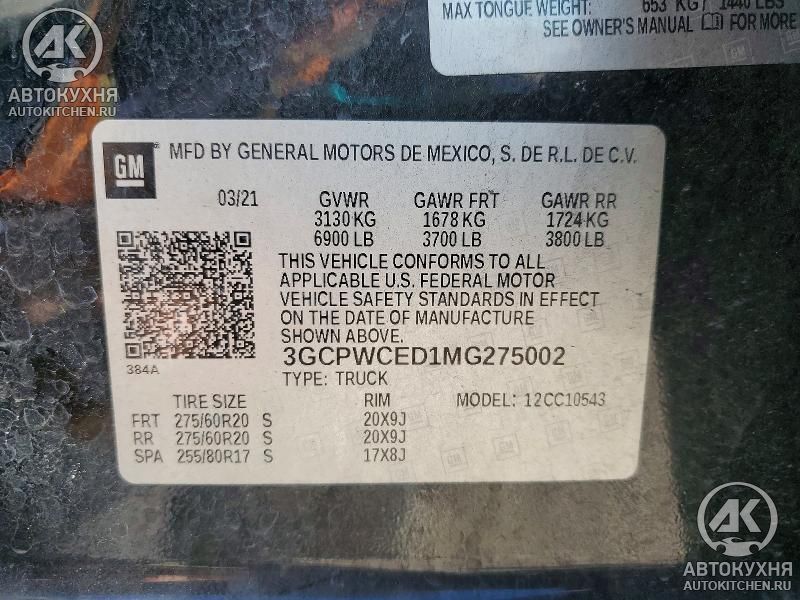 MAX TONGUE WEIGHT: 653 KG / 1440 LBS
SEE OWNER'S MANUAL FOR MORE
AK
АВТОКУХНЯ
AUTOKITCHEN.RU
GM
MFD BY GENERAL MOTORS DE MEXICO, S. DE R.L. DE C.V.
03/21 GVWR GAWR FRT GAWR RR
3130 KG 1678 KG 1724 KG
6900 LB 3700 LB 3800 LB
THIS VEHICLE CONFORMS TO ALL
APPLICABLE U.S. FEDERAL MOTOR
VEHICLE SAFETY STANDARDS IN EFFECT
ON THE DATE OF MANUFACTURE
SHOWN ABOVE.
384A
3GCPWCED1MG275002
TYPE: TRUCK
TIRE SIZE RIM MODEL: 12CC10543
FRT 275/60R20 S 20X9J
RR 275/60R20 S 20X9J
SPA 255/80R17 S 17X8J
AK
АВТОКУХНЯ
AUTOKITCHEN.RU